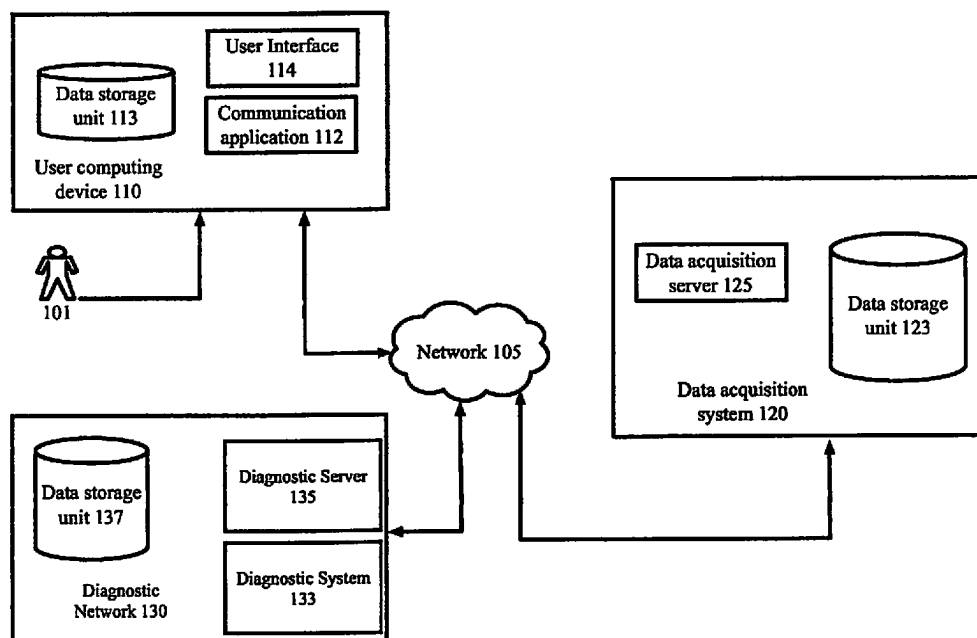 User Interface
114
Data storage
unit 113
Communication
application 112
User computing
device 110
101
Network 105
Data acquisition
server 125
Data storage
unit 123
Data acquisition
system 120
Data storage
unit 137
Diagnostic Server
135
Diagnostic System
133
Diagnostic
Network 130